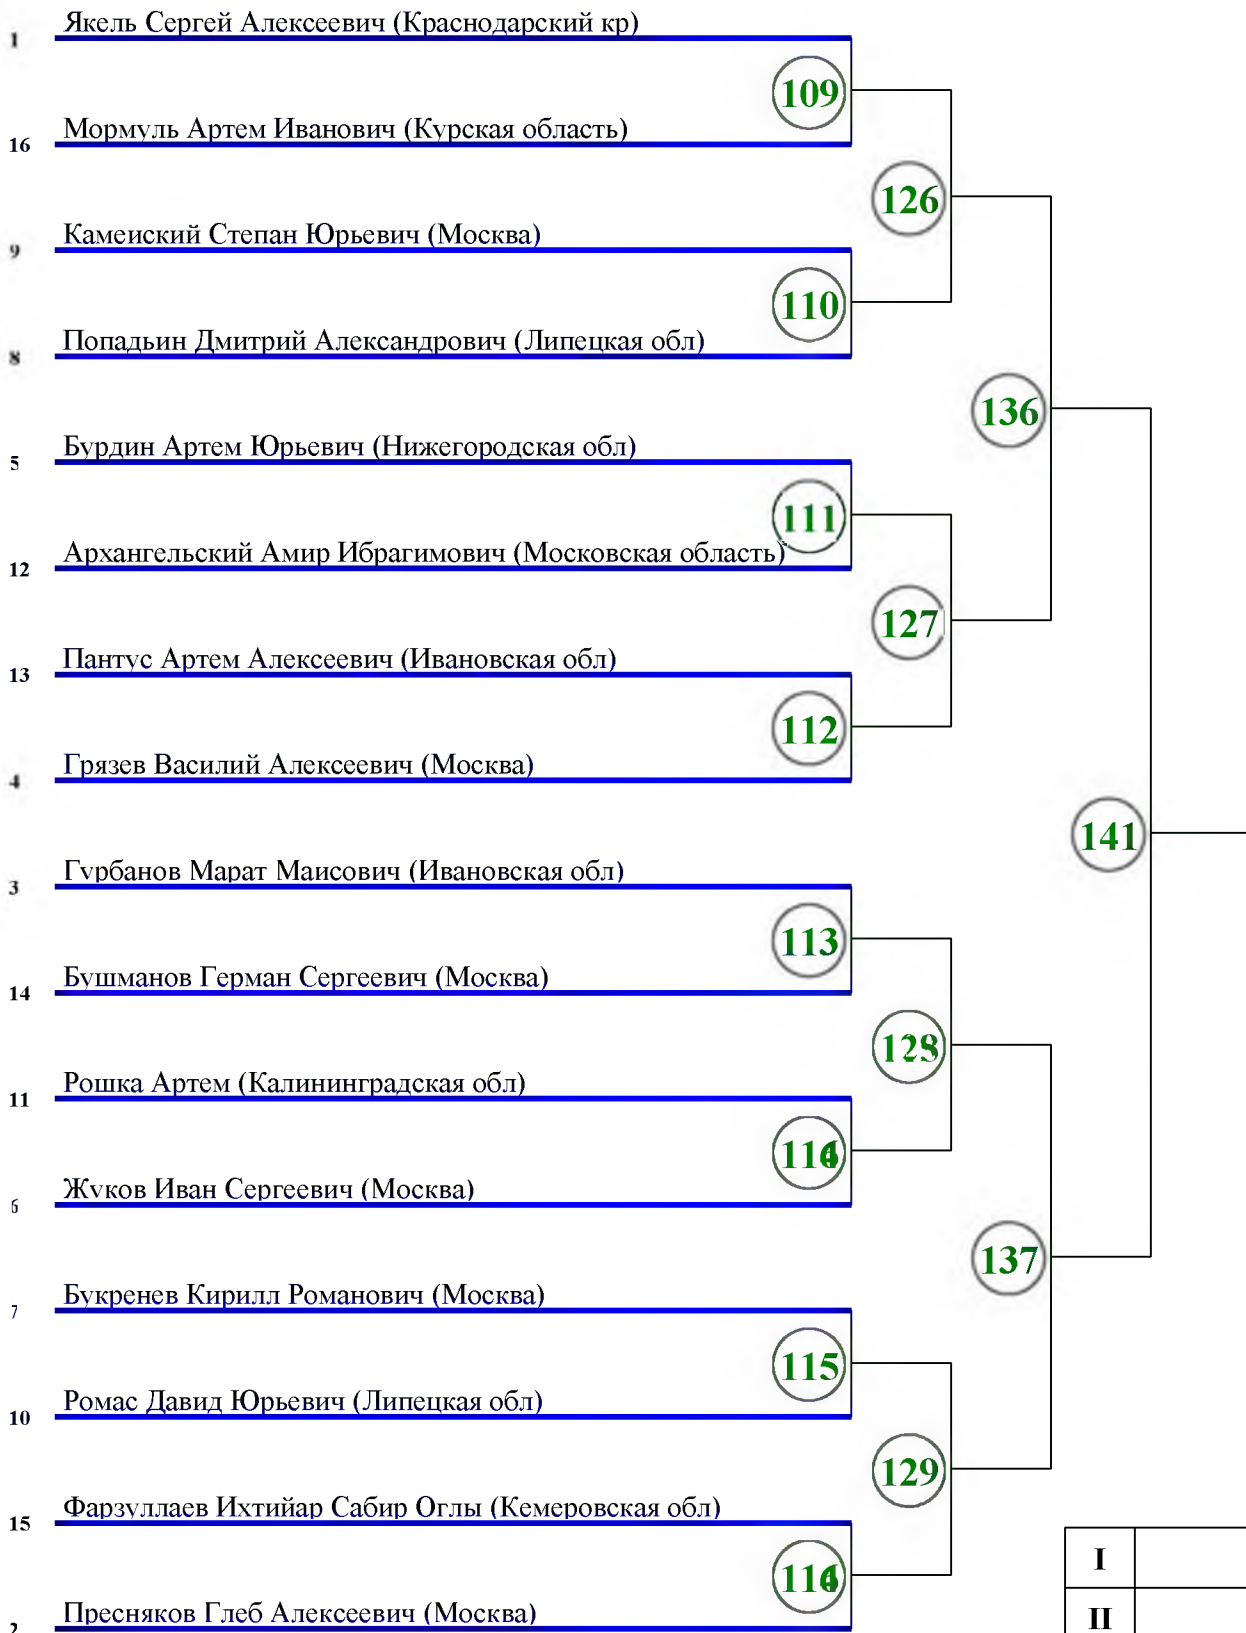 Якель Сергей Алексеевич (Краснодарский кр)
1
109
Мормуль Артем Иванович (Курская область)
16
126
Камеиский Степан Юрьевич (Москва)
9
110
Попадьин Дмитрий Александрович (Липецкая обл)
8
136
Бурдин Артем Юрьевич (Нижегородская обл)
5
111
Архангельский Амир Ибрагимович (Московская область)
12
127
Пантус Артем Алексеевич (Ивановская обл)
13
112
Грязев Василий Алексеевич (Москва)
4
141
Гурбанов Марат Маисович (Ивановская обл)
3
113
Бушманов Герман Сергеевич (Москва)
14
Рошка Артем (Калининградская обл)
11
Жуков Иван Сергеевич (Москва)
6
137
Букренев Кирилл Романович (Москва)
7
115
Ромас Давид Юрьевич (Липецкая обл)
10
129
Фарзуллаев Ихтийар Сабир Оглы (Кемеровская обл)
15
I
Пресняков Глеб Алексеевич (Москва)
2
II